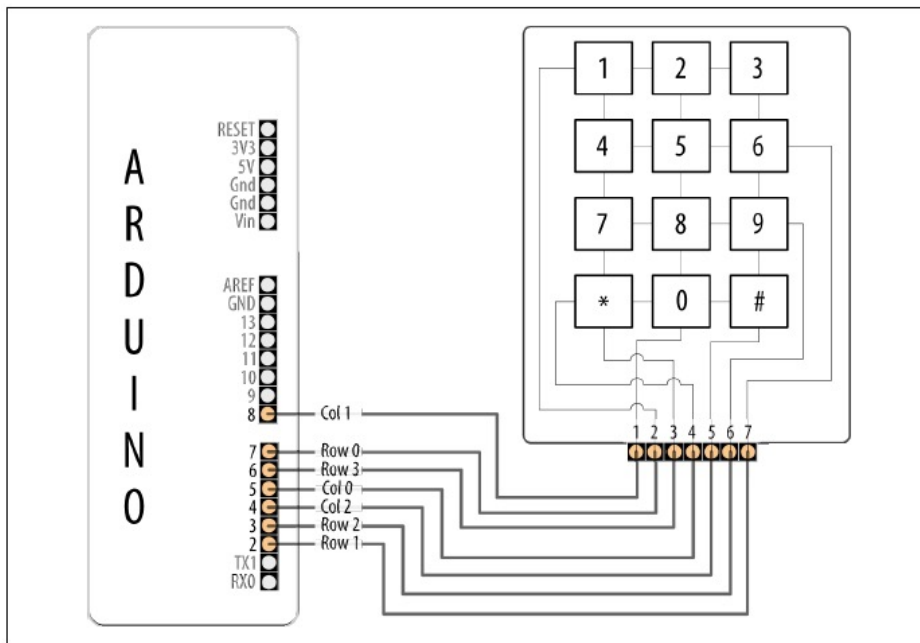 ARDUINO
RESET
3V3
5V
Gnd
Gnd
Vin
AREF
GND
13
12
11
10
9
8
7
6
5
4
3
2
TX1
RX0
Col 1
Row 0
Row 3
Col 0
Col 2
Row 2
Row 1
1 2 3
4 5 6
7 8 9
* 0 #
1 2 3 4 5 6 7